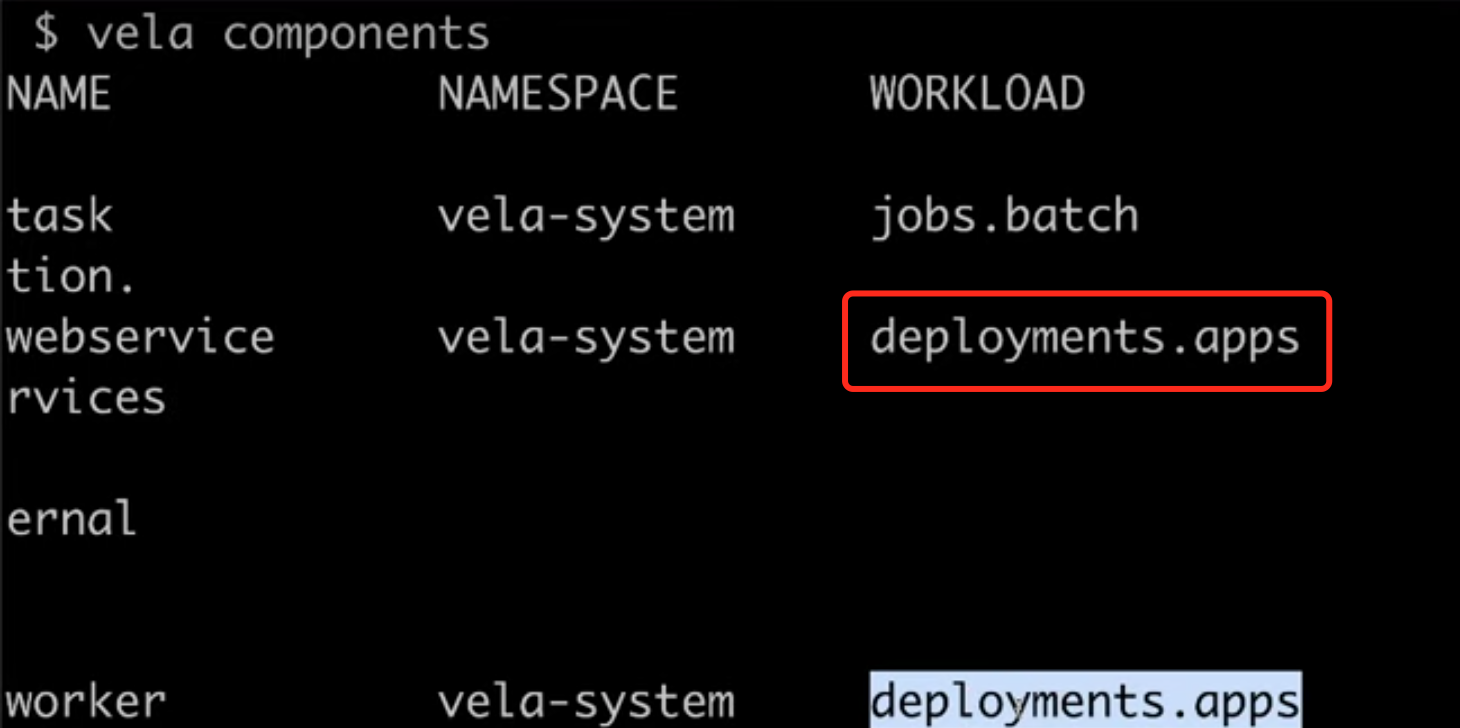 $ vela components
NAME NAMESPACE WORKLOAD
task vela-system jobs.batch
tion.
webservice vela-system deployments.apps
rvices
ernal
worker vela-system deployments.apps